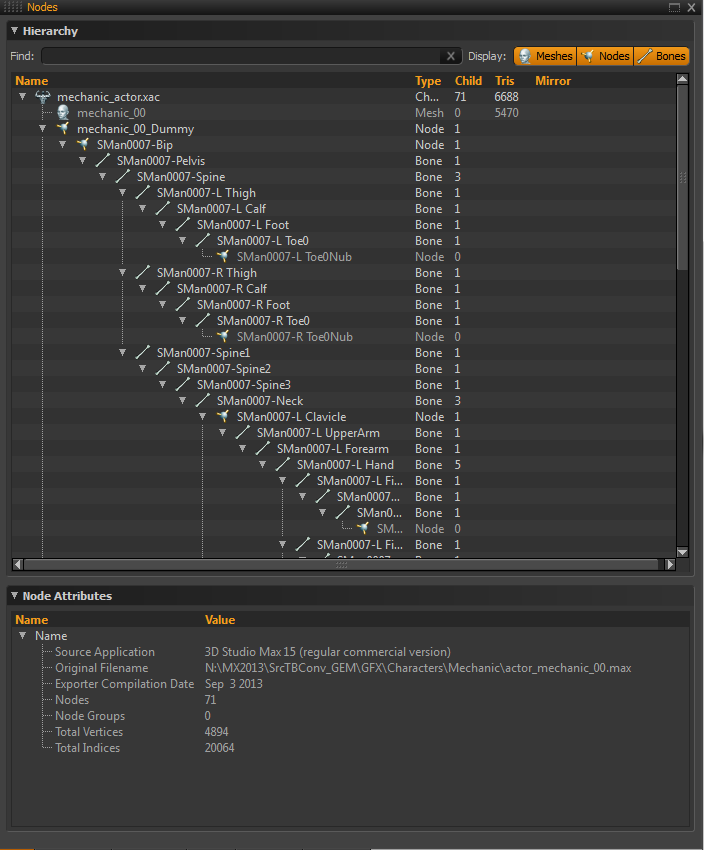 Nodes
Hierarchy
Find: X Display: Meshes Nodes Bones
Name Type Child Tris Mirror
mechanic_actor.xac Ch... 71 6688
mechanic_00 Mesh 0 5470
mechanic_00_Dummy Node 1
SMan0007-Bip Node 1
SMan0007-Pelvis Bone 1
SMan0007-Spine Bone 3
SMan0007-L Thigh Bone 1
SMan0007-L Calf Bone 1
SMan0007-L Foot Bone 1
SMan0007-L Toe0 Bone 1
SMan0007-L Toe0Nub Node 0
SMan0007-R Thigh Bone 1
SMan0007-R Calf Bone 1
SMan0007-R Foot Bone 1
SMan0007-R Toe0 Bone 1
SMan0007-R Toe0Nub Node 0
SMan0007-Spine1 Bone 1
SMan0007-Spine2 Bone 1
SMan0007-Spine3 Bone 1
SMan0007-Neck Bone 3
SMan0007-L Clavicle Node 1
SMan0007-L UpperArm Bone 1
SMan0007-L Forearm Bone 1
SMan0007-L Hand Bone 5
SMan0007-L Fi... Bone 1
SMan0007... Bone 1
SMan0... Bone 1
SM... Node 0
SMan0007-L Fi... Bone 1
Node Attributes
Name Value
Name
Source Application 3D Studio Max 15 (regular commercial version)
Original Filename N:\MX2013\SrcTBConv_GEM\GFX\Characters\Mechanic\actor_mechanic_00.max
Exporter Compilation Date Sep 3 2013
Nodes 71
Node Groups 0
Total Vertices 4894
Total Indices 20064